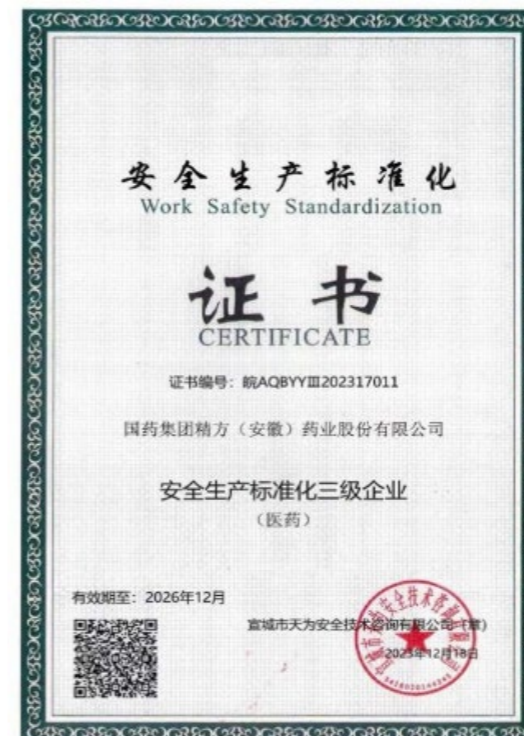 安全生产标准化
Work Safety Standardization
证书
CERTIFICATE
证书编号：皖AQBYYⅢ202317011
国药集团精方（安徽）药业股份有限公司
安全生产标准化三级企业
（医药）
有效期至：2026年12月
宣城市天为安全技术咨询有限公司（章）
2023年12月18日